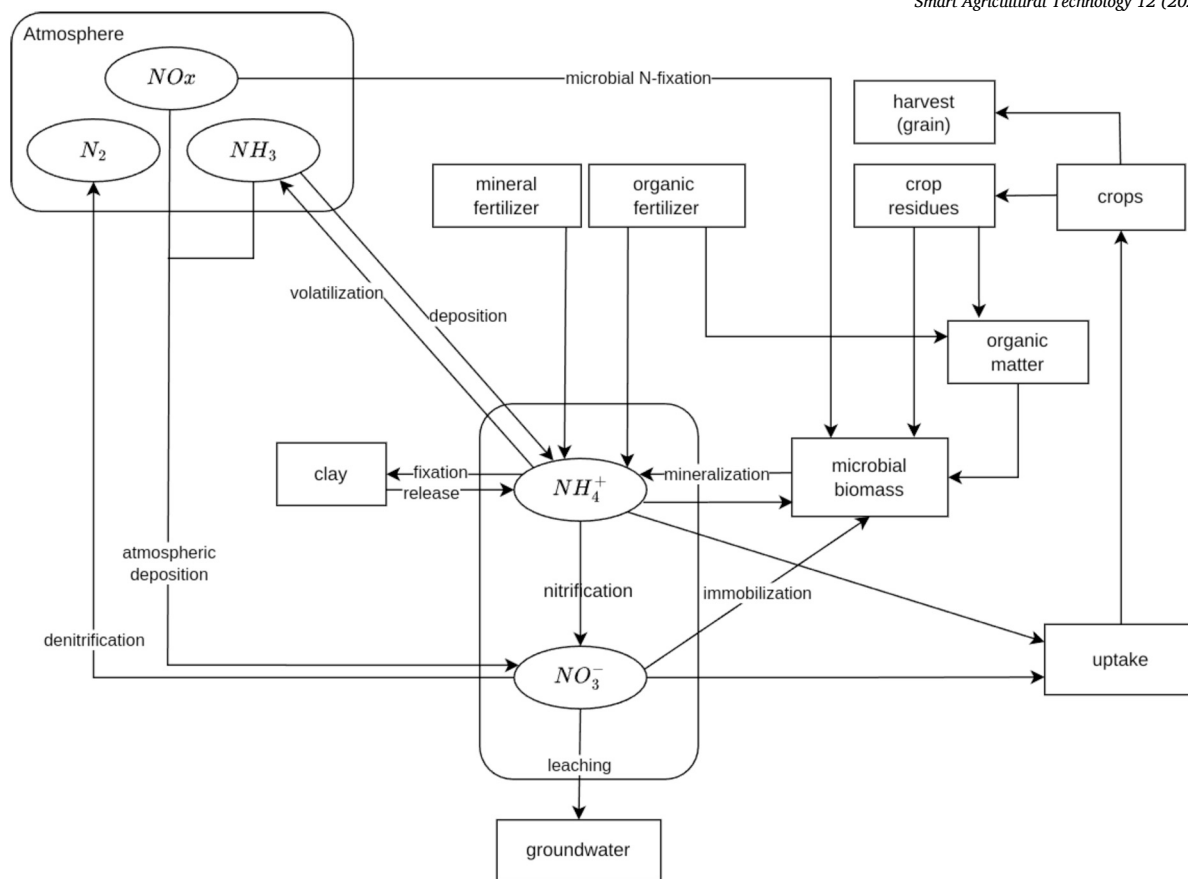 Smart Agricultural Technology 12 (20
Atmosphere
NOx
microbial N-fixation
harvest
(grain)
N₂
NH₃
mineral
fertilizer
organic
fertilizer
crop
residues
crops
volatilization
deposition
organic
matter
clay
fixation
release
NH₄⁺
mineralization
microbial
biomass
atmospheric
deposition
nitrification
immobilization
denitrification
NO₃⁻
uptake
leaching
groundwater